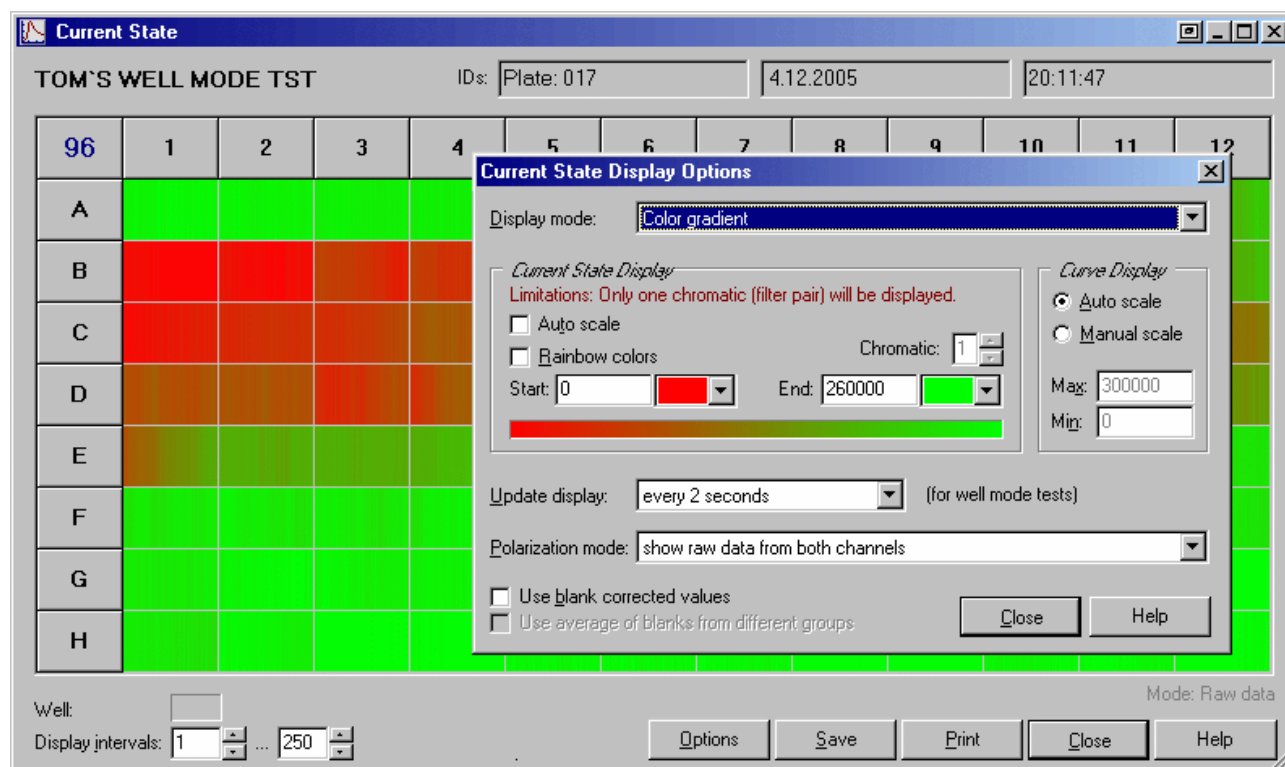 Current State
TOM`S WELL MODE TST IDs: Plate: 017 4.12.2005 20:11:47
96 1 2 3 4 5 6 7 8 9 10 11 12
Current State Display Options
A
Display mode: Color gradient
B
Current State Display Curve Display
Limitations: Only one chromatic (filter pair) will be displayed. Auto scale
C
Auto scale
Manual scale
Rainbow colors Chromatic: 1
D
Start: 0 End: 260000 Max: 300000
Min: 0
E
Update display: every 2 seconds (for well mode tests)
F
Polarization mode: show raw data from both channels
G
Use blank corrected values
Use average of blanks from different groups Close Help
H
Mode: Raw data
Well:
Display intervals: 1 ... 250 Options Save Print Close Help